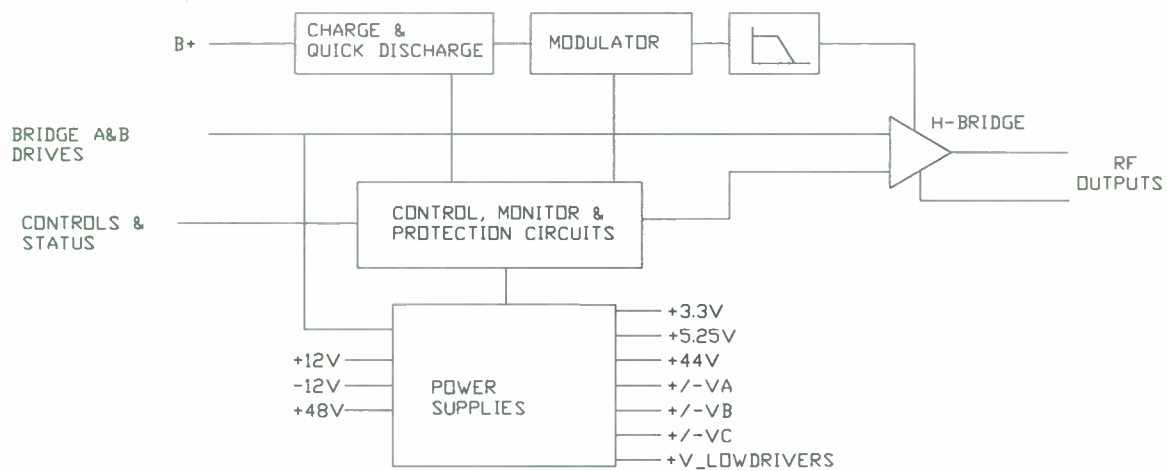 CHARGE &
QUICK DISCHARGE
B+
MODULATOR
H-BRIDGE
BRIDGE A&B
DRIVES
RF
OUTPUTS
CONTROLS &
STATUS
CONTROL, MONITOR &
PROTECTION CIRCUITS
+3.3V
+5.25V
+12V
+44V
-12V
POWER
SUPPLIES
+/-VA
+48V
+/-VB
+/-VC
+V_LOWDRIVERS